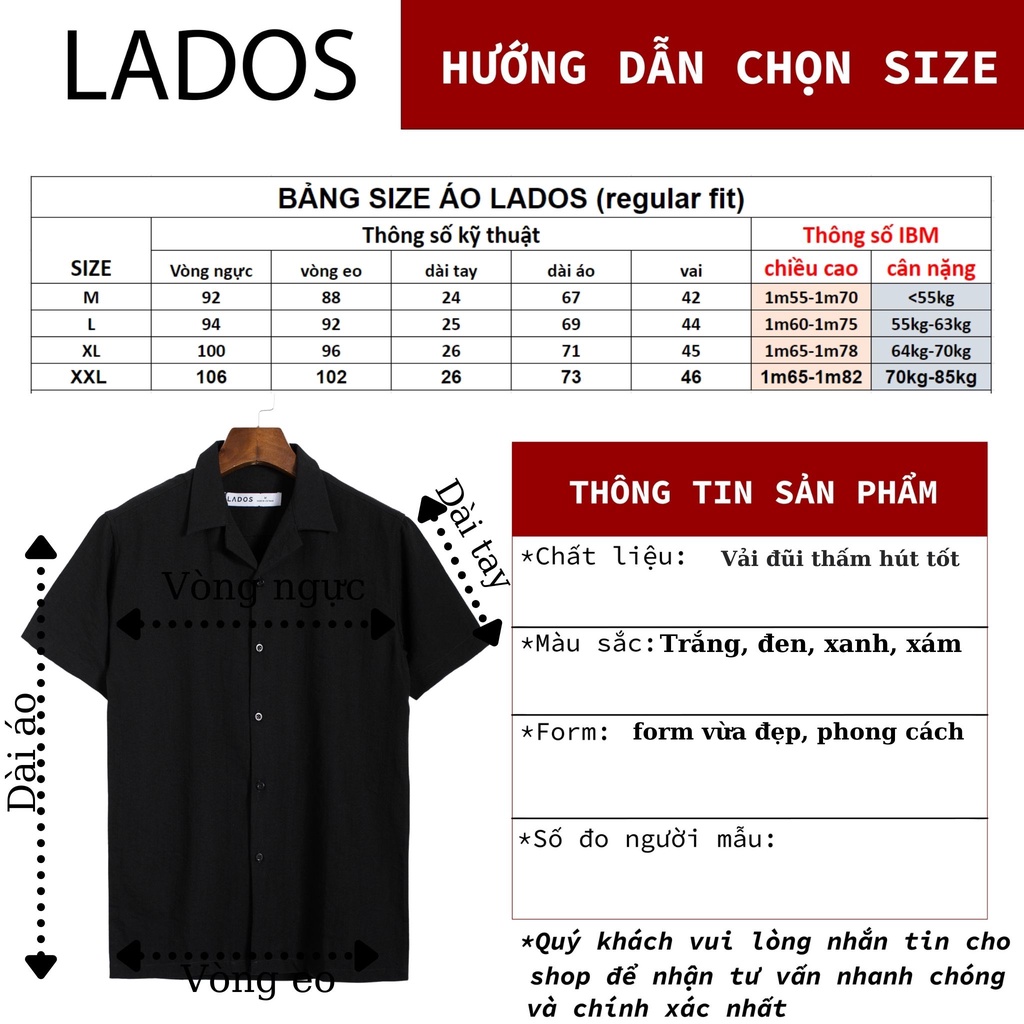 LADOS
HƯỚNG DẪN CHỌN SIZE
BẢNG SIZE ÁO LADOS (regular fit)
Thông số kỹ thuật Thông số IBM
SIZE Vòng ngực vòng eo dài tay dài áo vai chiều cao cân nặng
M 92 88 24 67 42 1m55-1m70 <55kg
L 94 92 25 69 44 1m60-1m75 55kg-63kg
XL 100 96 26 71 45 1m65-1m78 64kg-70kg
XXL 106 102 26 73 46 1m65-1m82 70kg-85kg
LADOS
Dài tay
Vòng ngực
Dài áo
Vòng eo
THÔNG TIN SẢN PHẨM
*Chất liệu: Vải đũi thấm hút tốt
*Màu sắc: Trắng, đen, xanh, xám
*Form: form vừa đẹp, phong cách
*Số đo người mẫu:
*Quý khách vui lòng nhắn tin cho
shop để nhận tư vấn nhanh chóng
và chính xác nhất